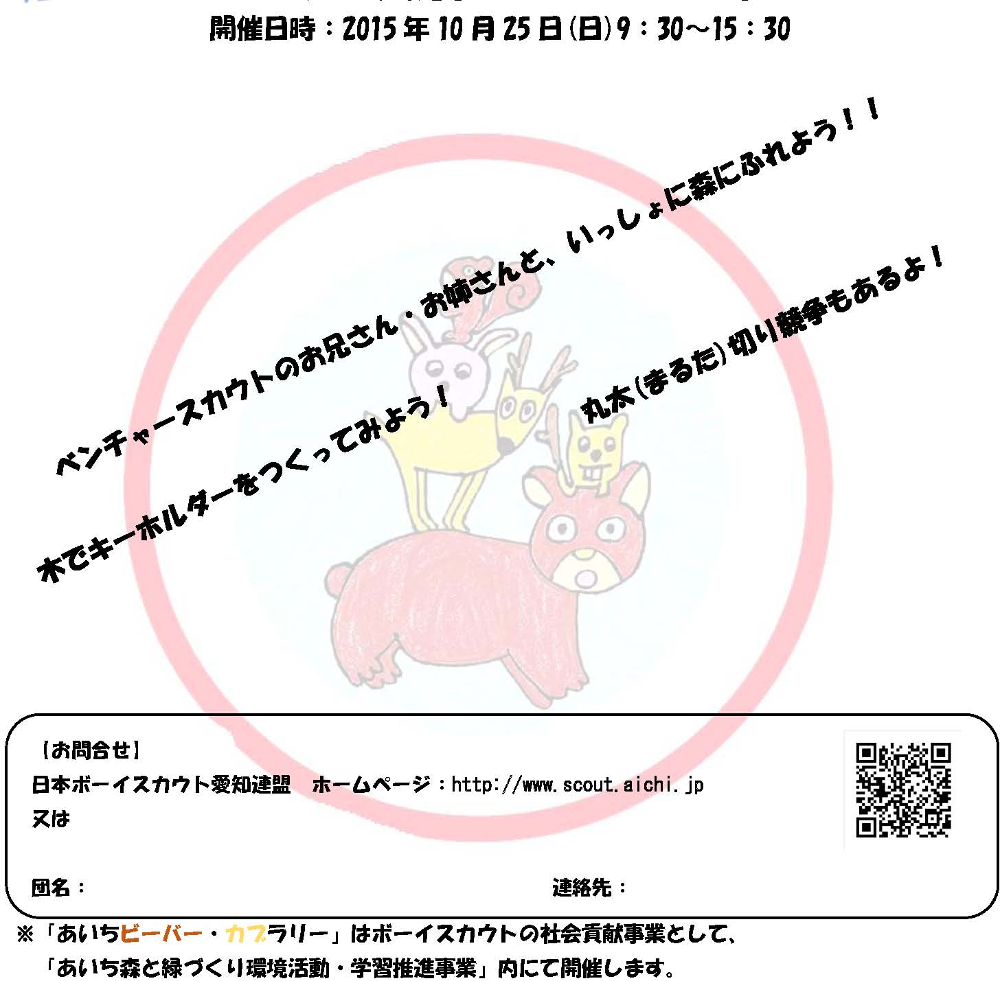 開催日時：2015年10月25日(日)9：30～15：30
ベンチャースカウトのお兄さん・お姉さんと、いっしょに森にふれよう！！
木でキーホルダーをつくってみよう！
丸太(まるた)切り競争もあるよ！
【お問合せ】
日本ボーイスカウト愛知連盟　ホームページ：http://www.scout.aichi.jp
又は
団名：
連絡先：
※「あいちビーバー・カブラリー」はボーイスカウトの社会貢献事業として、
「あいち森と緑づくり環境活動・学習推進事業」内にて開催します。